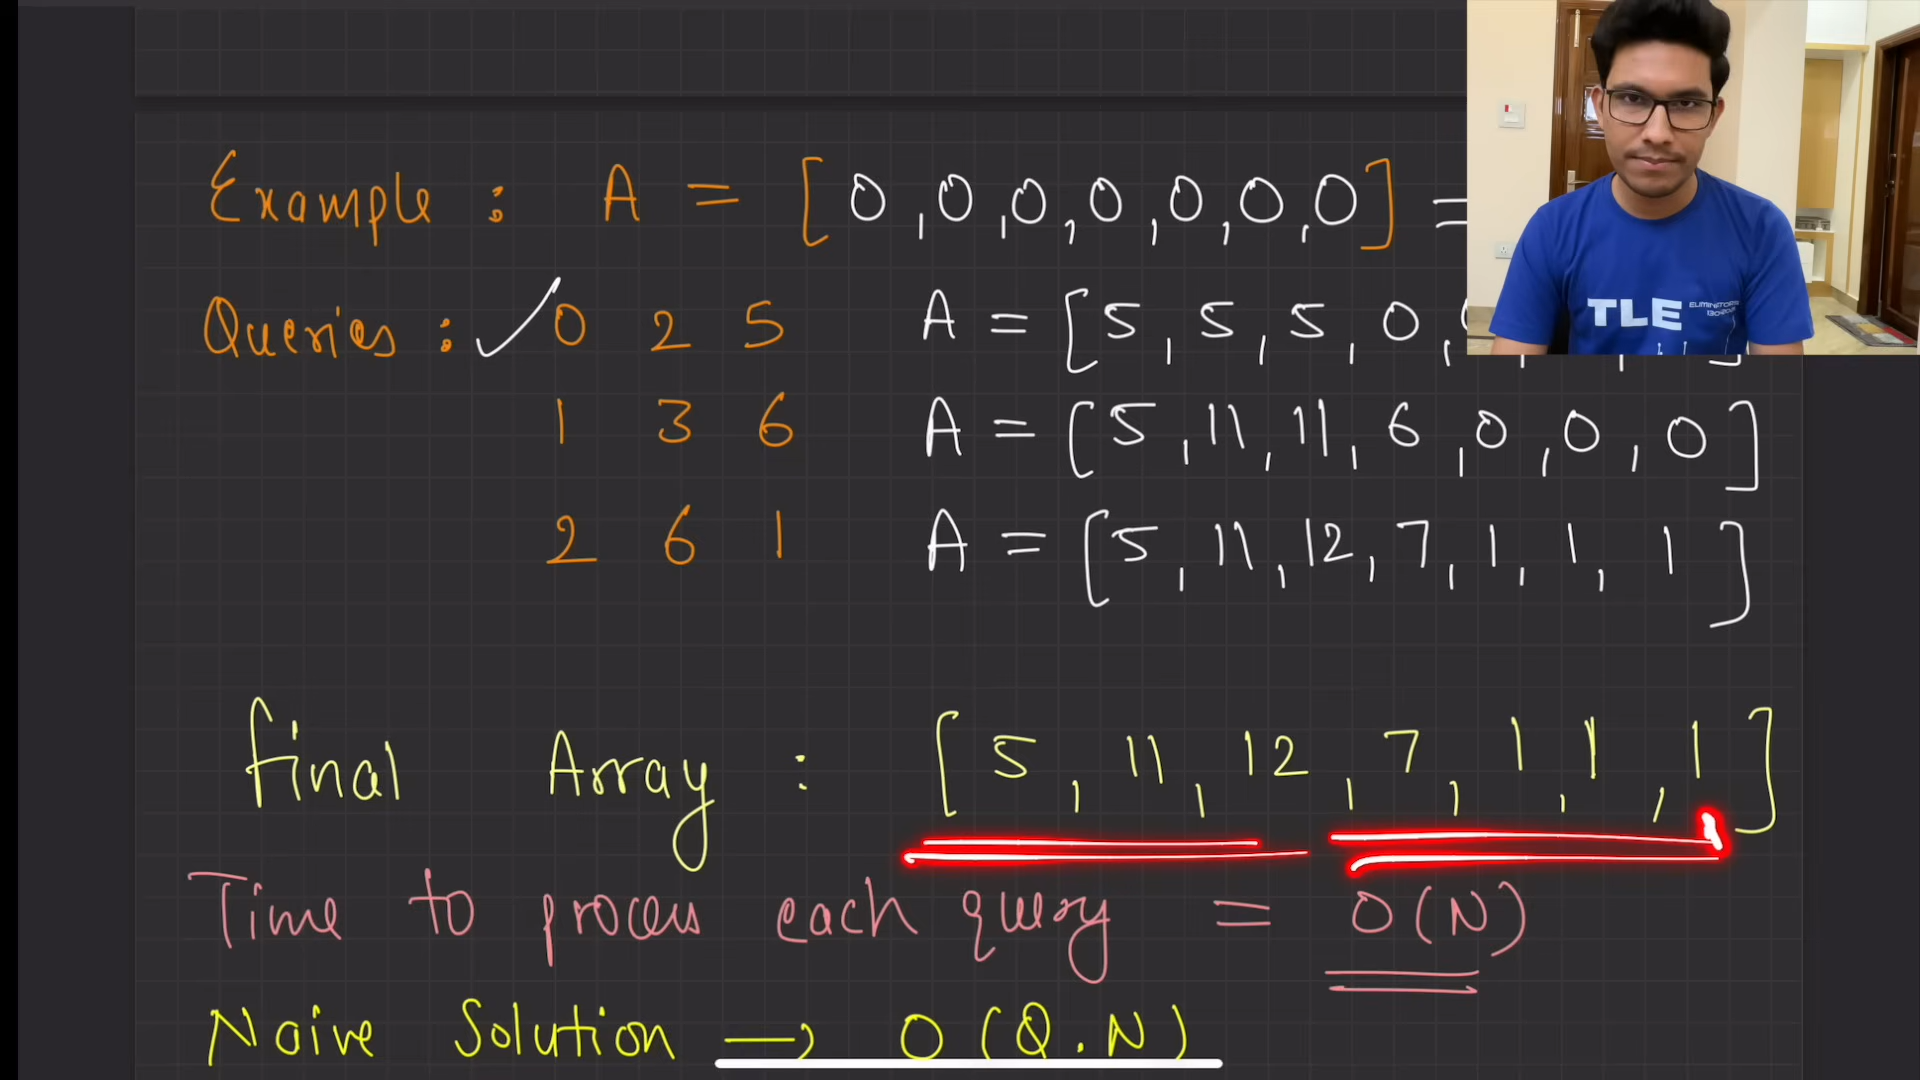 Example : A = [0,0,0,0,0,0,0] =
Queries : ✓ 0 2 5 A = [5,5,5,0,
1 3 6 A = [5,11,11,6,0,0,0]
2 6 1 A = [5,11,12,7,1,1,1]
final Array : [5,11,12,7,1,1,1]
Time to process each query = O(N)
Naive Solution → O(Q.N)
TLE